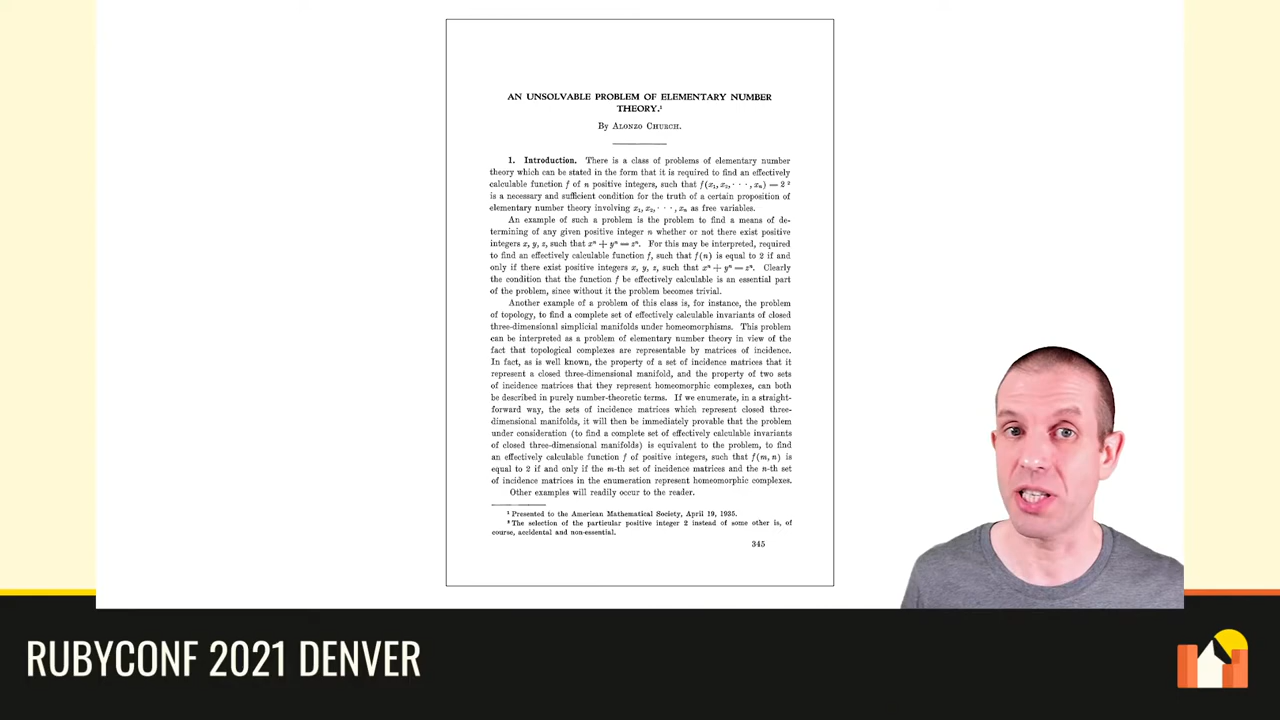 AN UNSOLVABLE PROBLEM OF ELEMENTARY NUMBER
THEORY.¹
By ALONZO CHURCH.
1. Introduction. There is a class of problems of elementary number
theory which can be stated in the form that it is required to find an effectively
calculable function f of n positive integers, such that f(x₁, x₂, · · ·, xₙ) = 2 ²
is a necessary and sufficient condition for the truth of a certain proposition of
elementary number theory involving x₁, x₂, · · ·, xₙ as free variables.
An example of such a problem is the problem to find a means of de-
termining of any given positive integer n whether or not there exist positive
integers x, y, z, such that xⁿ + yⁿ = zⁿ. For this may be interpreted, required
to find an effectively calculable function f, such that f(n) is equal to 2 if and
only if there exist positive integers x, y, z, such that xⁿ + yⁿ = zⁿ. Clearly
the condition that the function f be effectively calculable is an essential part
of the problem, since without it the problem becomes trivial.
Another example of a problem of this class is, for instance, the problem
of topology, to find a complete set of effectively calculable invariants of closed
three-dimensional simplicial manifolds under homeomorphisms. This problem
can be interpreted as a problem of elementary number theory in view of the
fact that topological complexes are representable by matrices of incidence.
In fact, as is well known, the property of a set of incidence matrices that it
represent a closed three-dimensional manifold, and the property of two sets
of incidence matrices that they represent homeomorphic complexes, can both
be described in purely number-theoretic terms. If we enumerate, in a straight-
forward way, the sets of incidence matrices which represent closed three-
dimensional manifolds, it will then be immediately provable that the problem
under consideration (to find a complete set of effectively calculable invariants
of closed three-dimensional manifolds) is equivalent to the problem, to find
an effectively calculable function f of positive integers, such that f(m, n) is
equal to 2 if and only if the m-th set of incidence matrices and the n-th set
of incidence matrices in the enumeration represent homeomorphic complexes.
Other examples will readily occur to the reader.
¹ Presented to the American Mathematical Society, April 19, 1935.
² The selection of the particular positive integer 2 instead of some other is, of
course, accidental and non-essential.
345
RUBYCONF 2021 DENVER